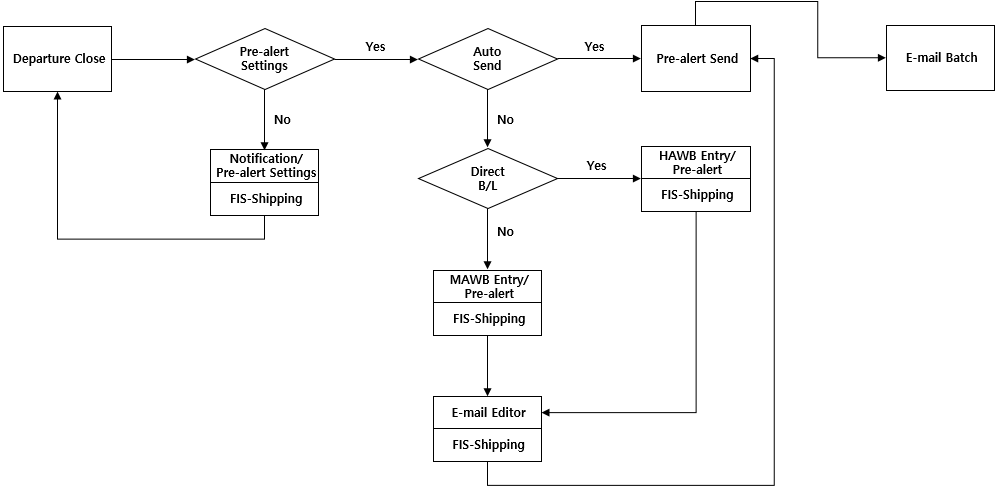 Departure Close
Pre-alert
Settings
Yes
Auto
Send
Yes
Pre-alert Send
E-mail Batch
No
No
Notification/
Pre-alert Settings
FIS-Shipping
Direct
B/L
Yes
HAWB Entry/
Pre-alert
FIS-Shipping
No
MAWB Entry/
Pre-alert
FIS-Shipping
E-mail Editor
FIS-Shipping